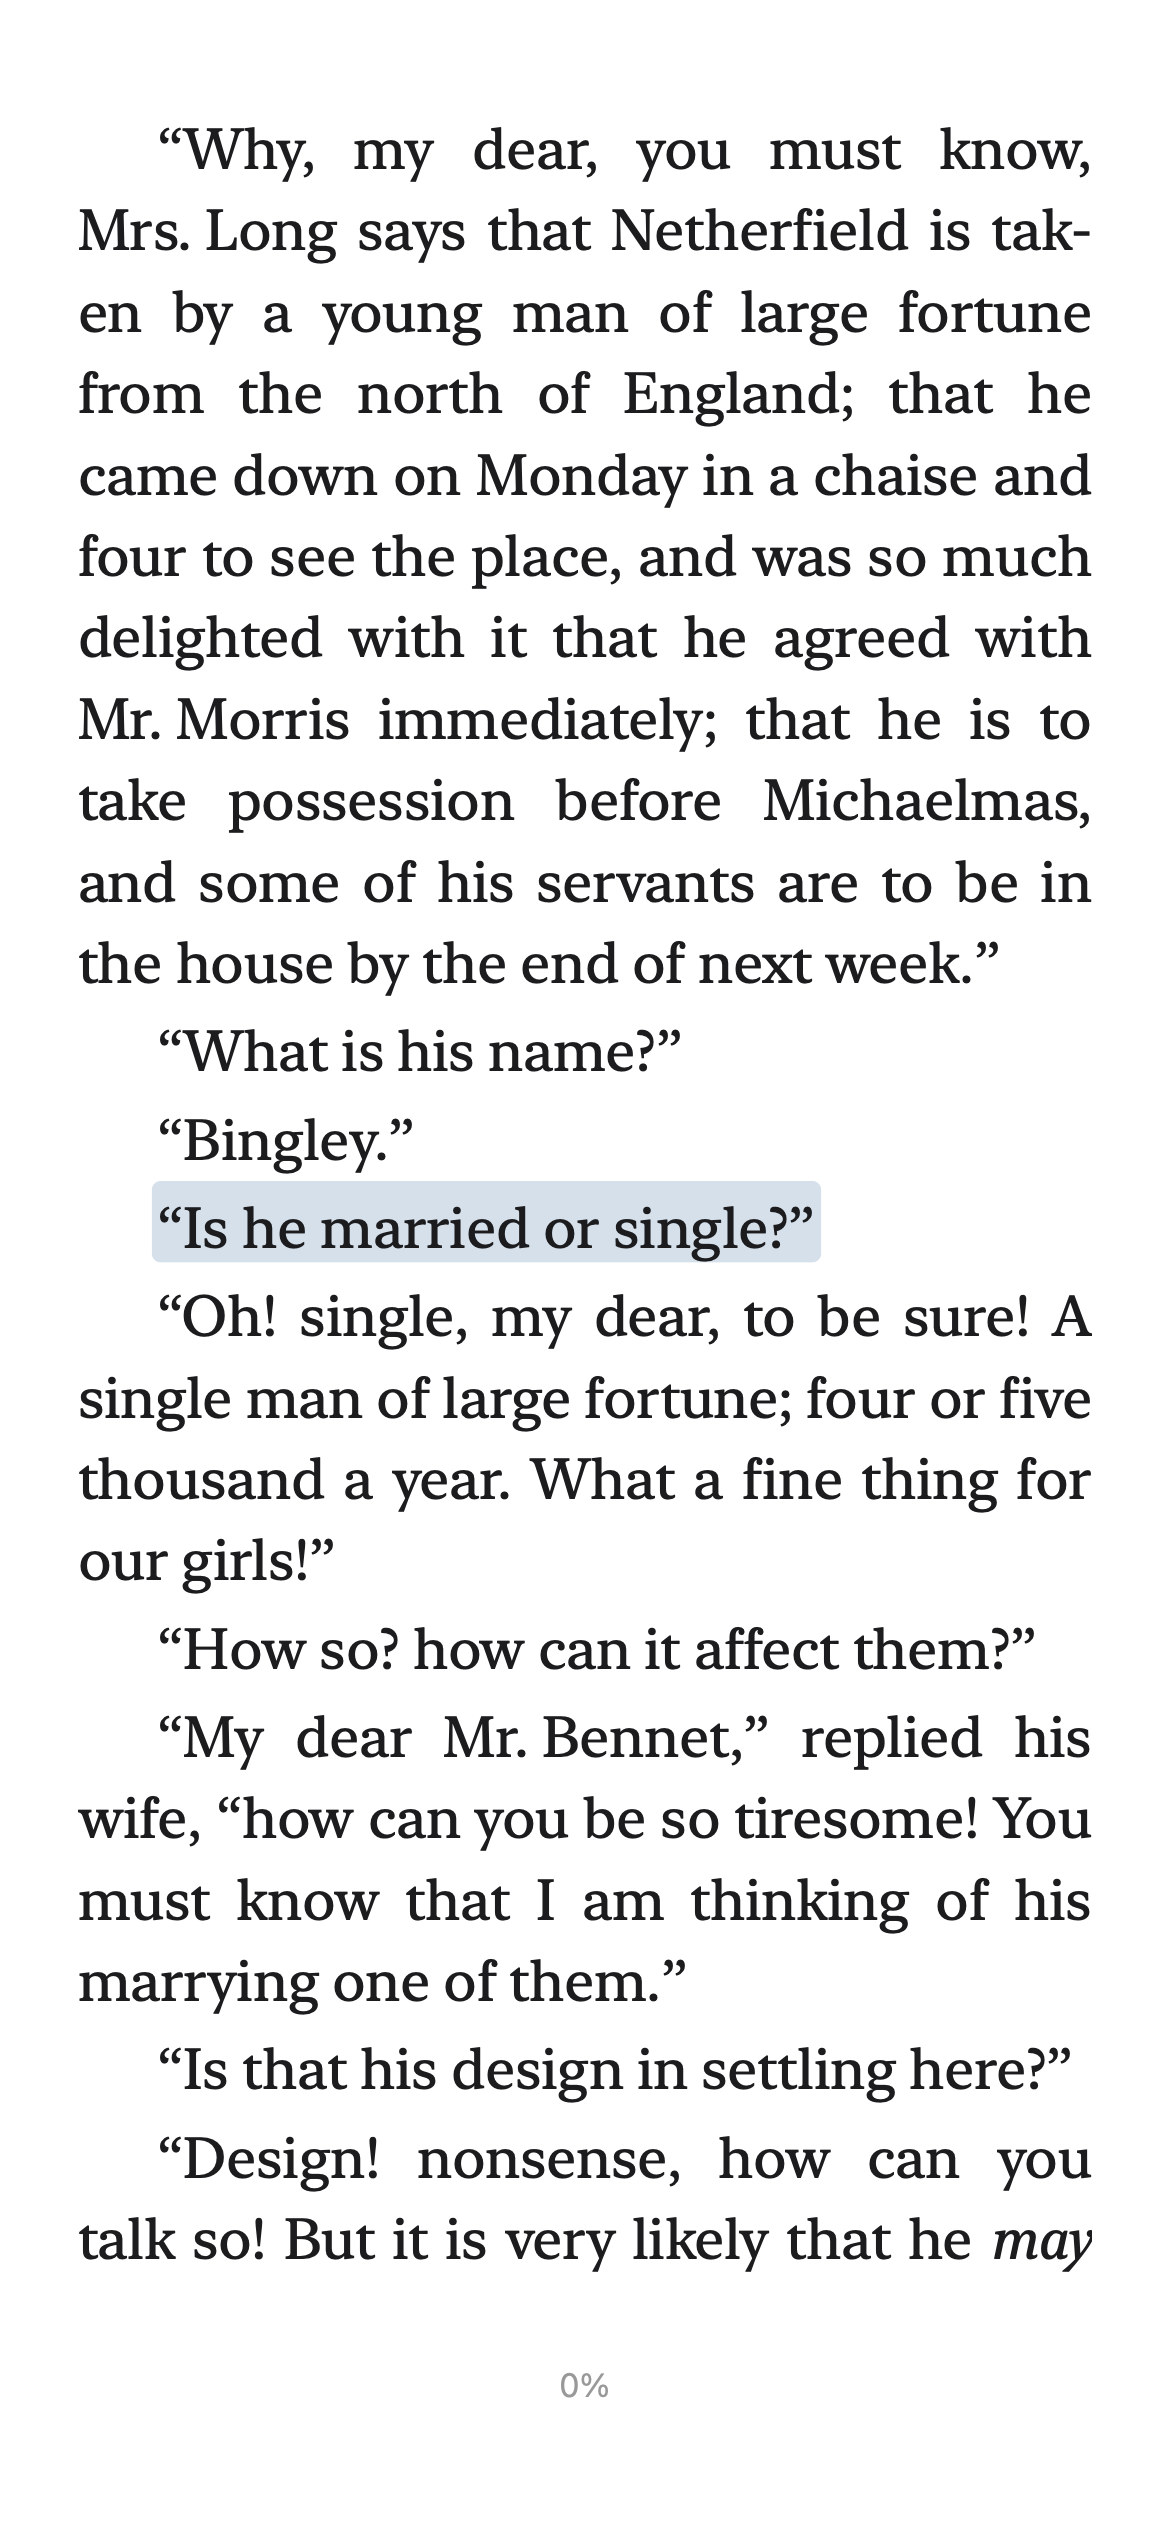 “Why, my dear, you must know,
Mrs. Long says that Netherfield is tak-
en by a young man of large fortune
from the north of England; that he
came down on Monday in a chaise and
four to see the place, and was so much
delighted with it that he agreed with
Mr. Morris immediately; that he is to
take possession before Michaelmas,
and some of his servants are to be in
the house by the end of next week.”
“What is his name?”
“Bingley.”
“Is he married or single?”
“Oh! single, my dear, to be sure! A
single man of large fortune; four or five
thousand a year. What a fine thing for
our girls!”
“How so? how can it affect them?”
“My dear Mr. Bennet,” replied his
wife, “how can you be so tiresome! You
must know that I am thinking of his
marrying one of them.”
“Is that his design in settling here?”
“Design! nonsense, how can you
talk so! But it is very likely that he may
0%